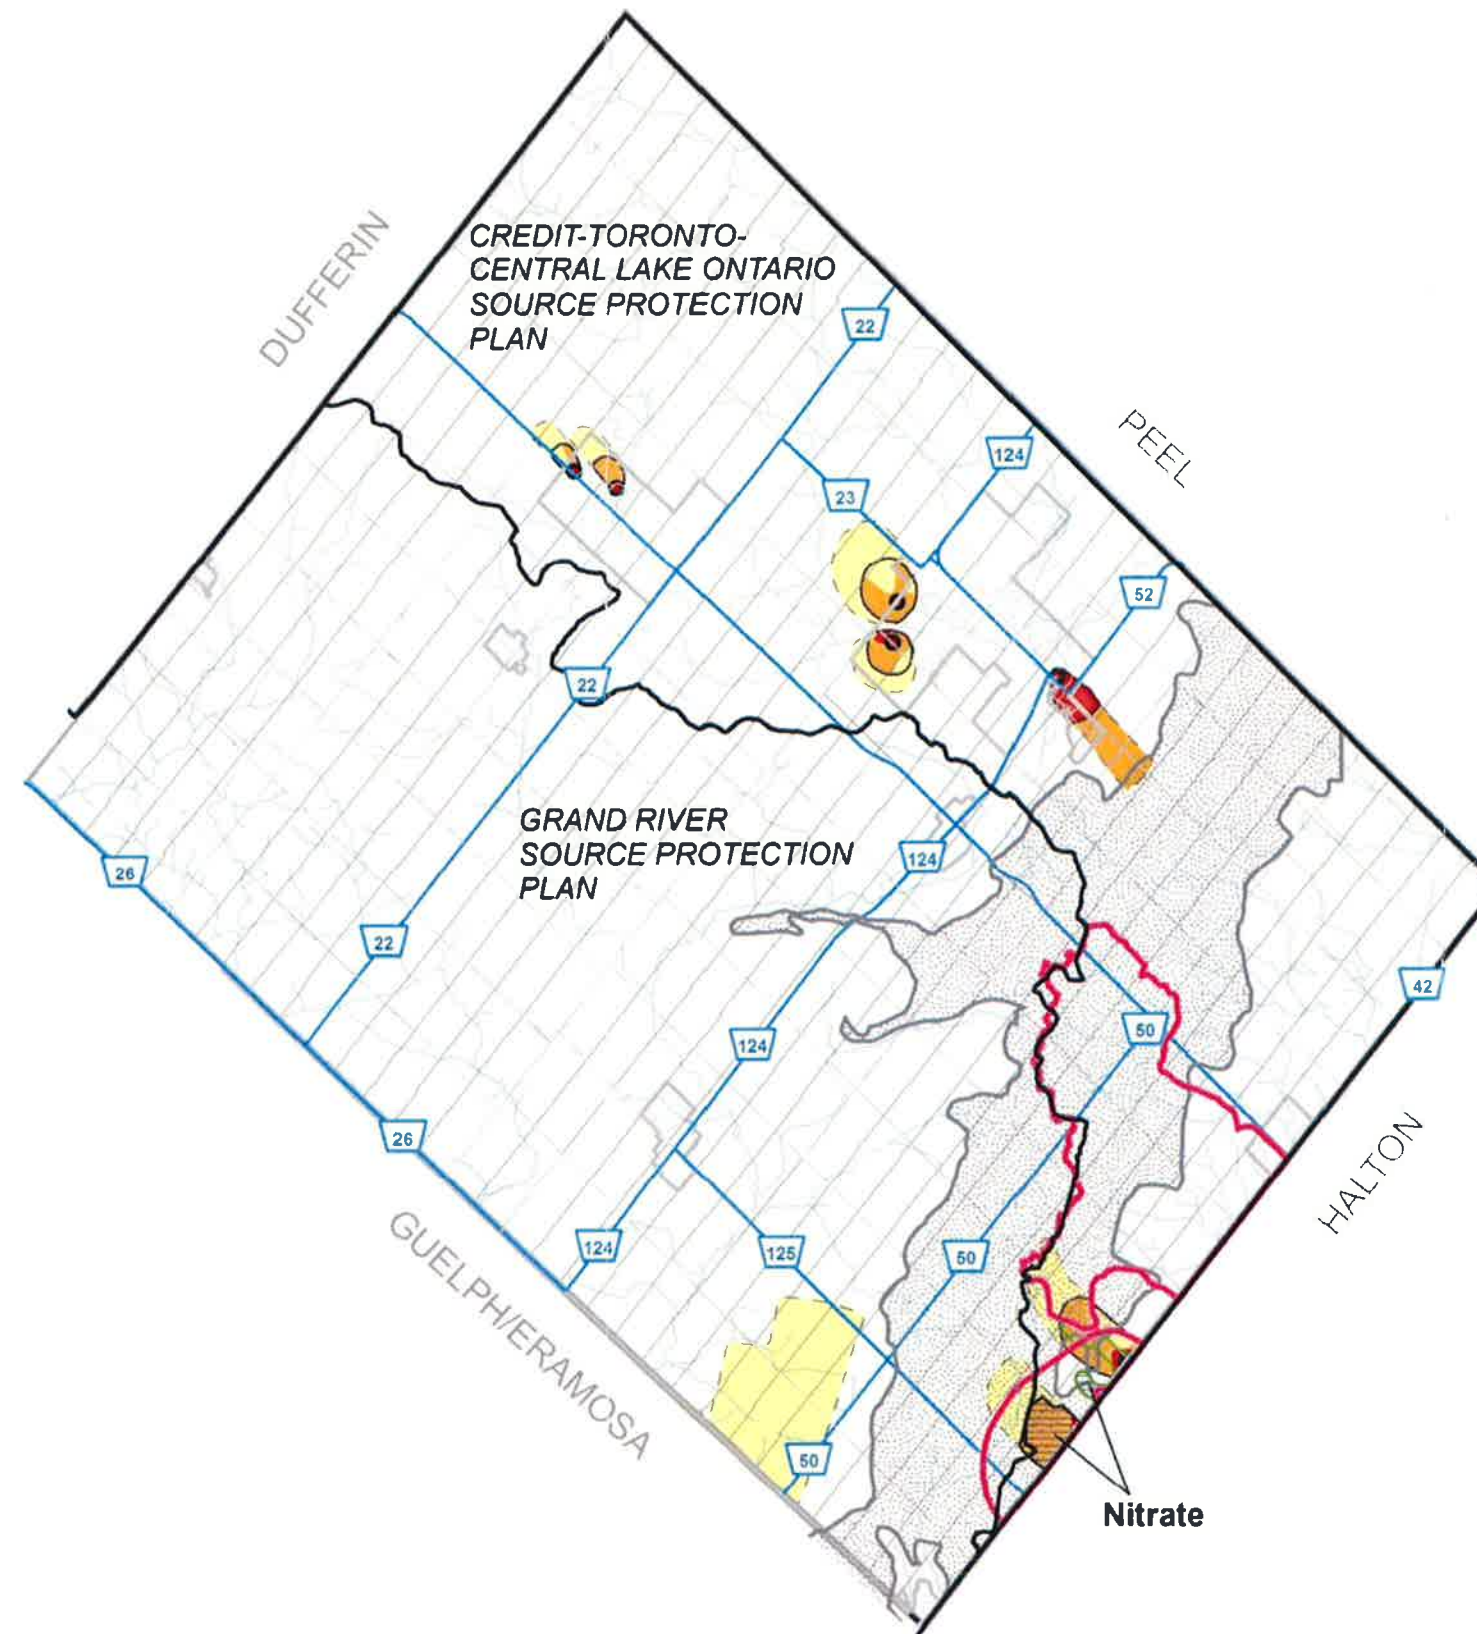 DUFFERIN
CREDIT-TORONTO-
CENTRAL LAKE ONTARIO
SOURCE PROTECTION
PLAN
22
PEEL
124
23
52
22
GRAND RIVER
SOURCE PROTECTION
PLAN
124
26
22
42
50
124
26
HALTON
124
125
50
GUELPH/ERAMOSA
50
Nitrate